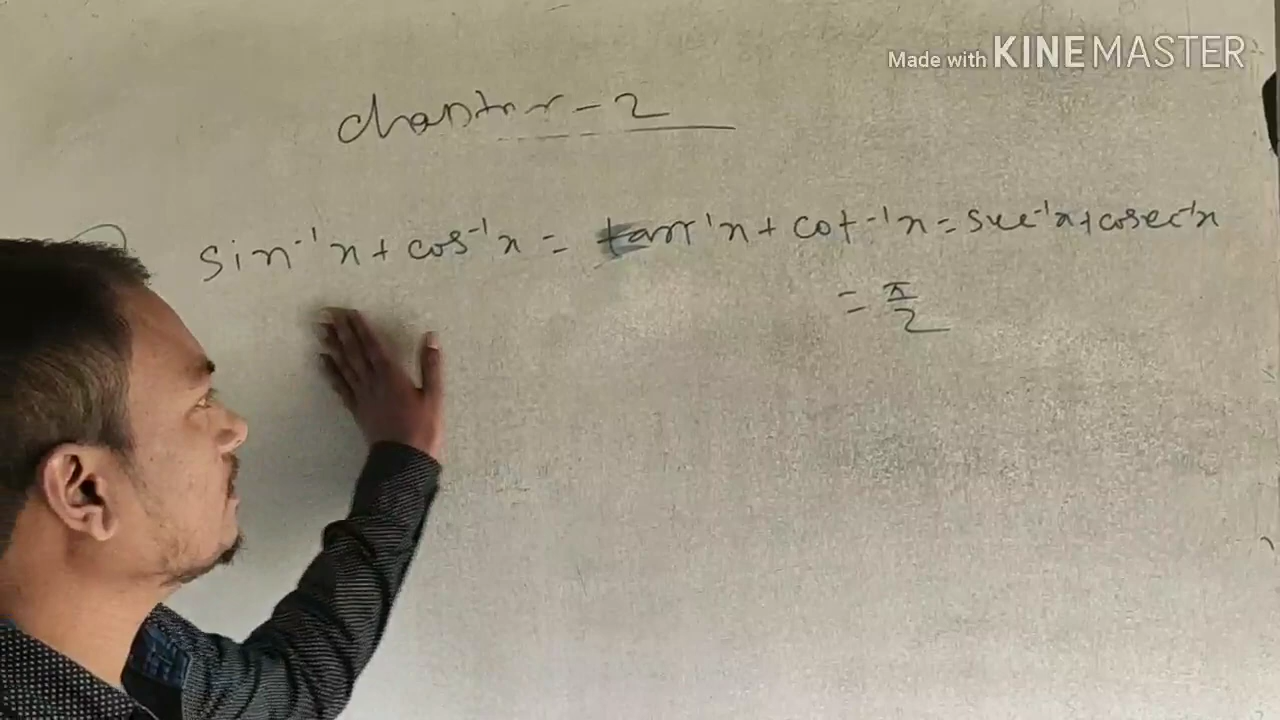 Made with KINEMASTER
chapter-2
sin⁻¹x + cos⁻¹x = tan⁻¹x + cot⁻¹x = sec⁻¹x + cosec⁻¹x
= π/2